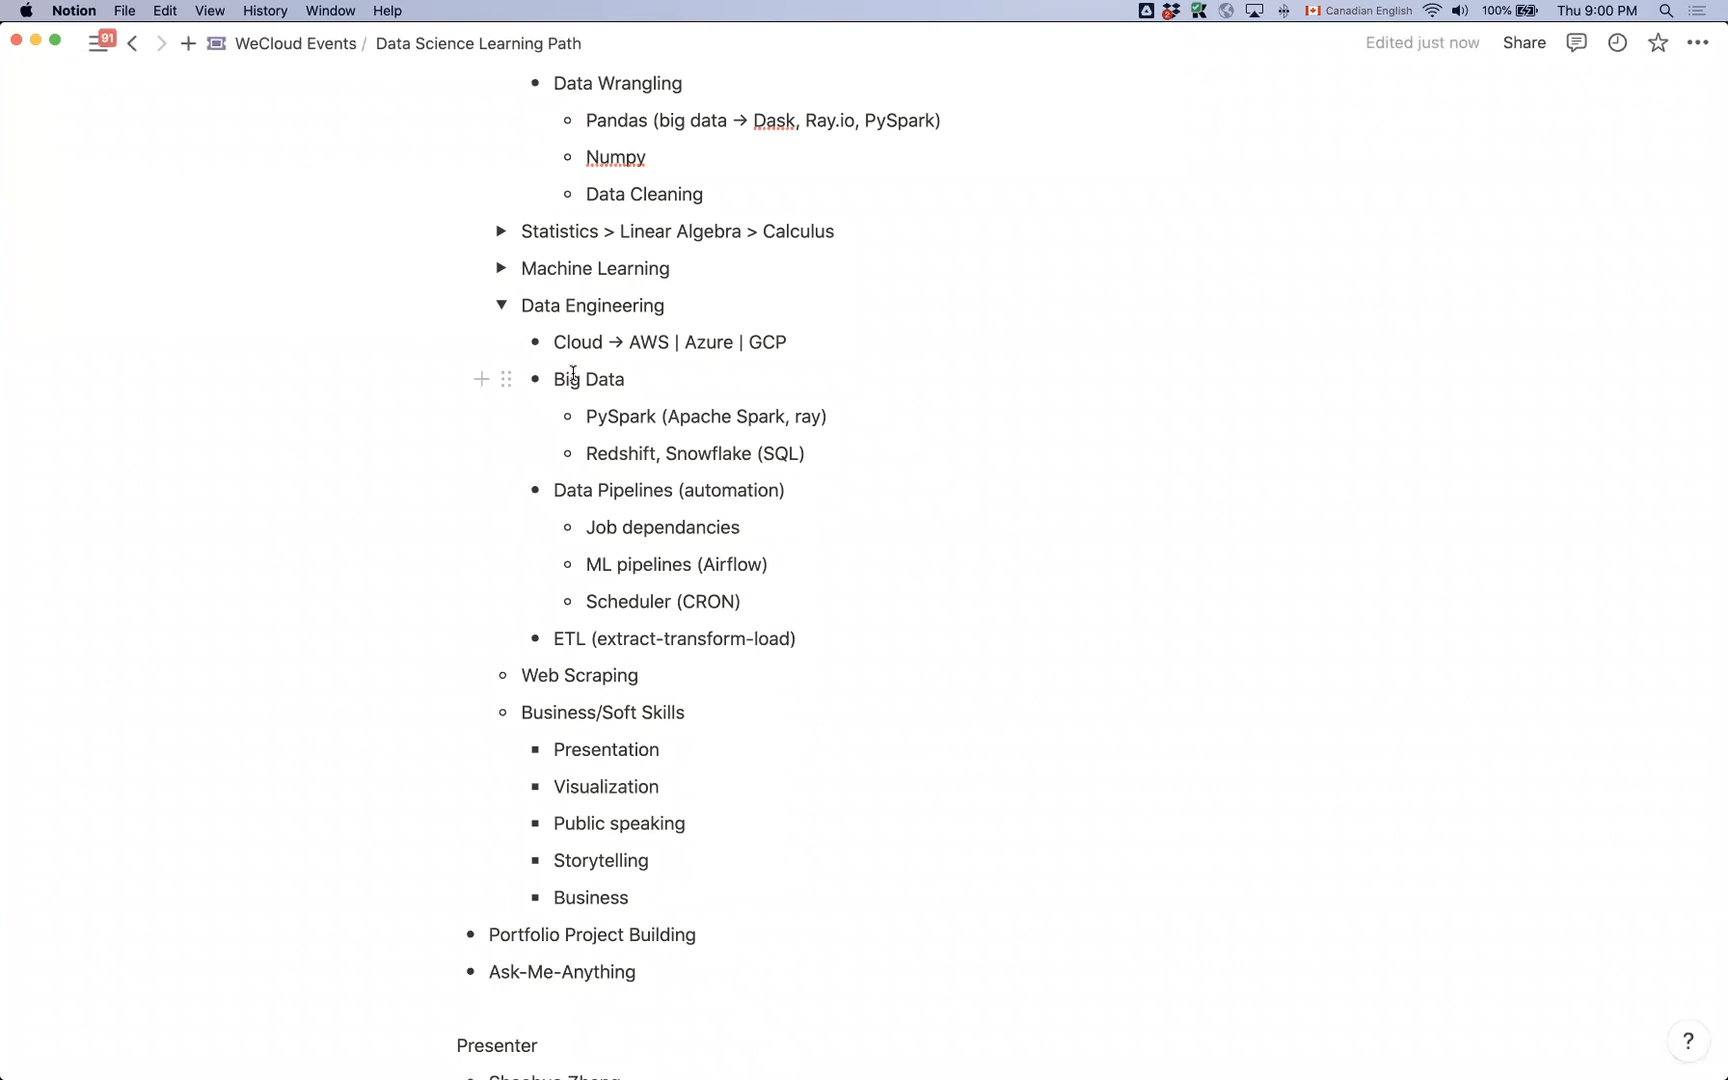 Notion File Edit View History Window Help 2 Canadian English 100% Thu 9:00 PM
91 WeCloud Events / Data Science Learning Path Edited just now Share
Data Wrangling
Pandas (big data → Dask, Ray.io, PySpark)
Numpy
Data Cleaning
Statistics > Linear Algebra > Calculus
Machine Learning
Data Engineering
Cloud → AWS | Azure | GCP
Big Data
PySpark (Apache Spark, ray)
Redshift, Snowflake (SQL)
Data Pipelines (automation)
Job dependancies
ML pipelines (Airflow)
Scheduler (CRON)
ETL (extract-transform-load)
Web Scraping
Business/Soft Skills
Presentation
Visualization
Public speaking
Storytelling
Business
Portfolio Project Building
Ask-Me-Anything
Presenter
?